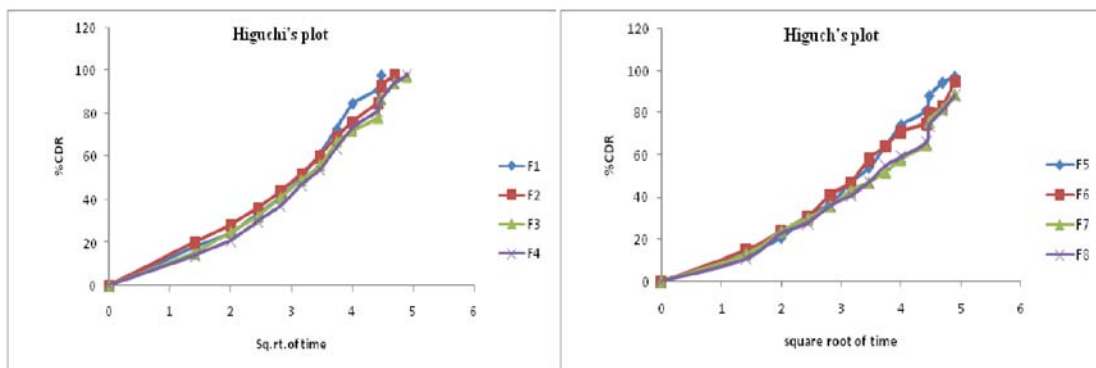 Higuchi's plot
120
100
80
60
40
20
0
%CDR
0 1 2 3 4 5 6
Sq.rt.of time
F1
F2
F3
F4
Higuch's plot
120
100
80
60
40
20
0
%CDR
0 1 2 3 4 5 6
square root of time
F5
F6
F7
F8